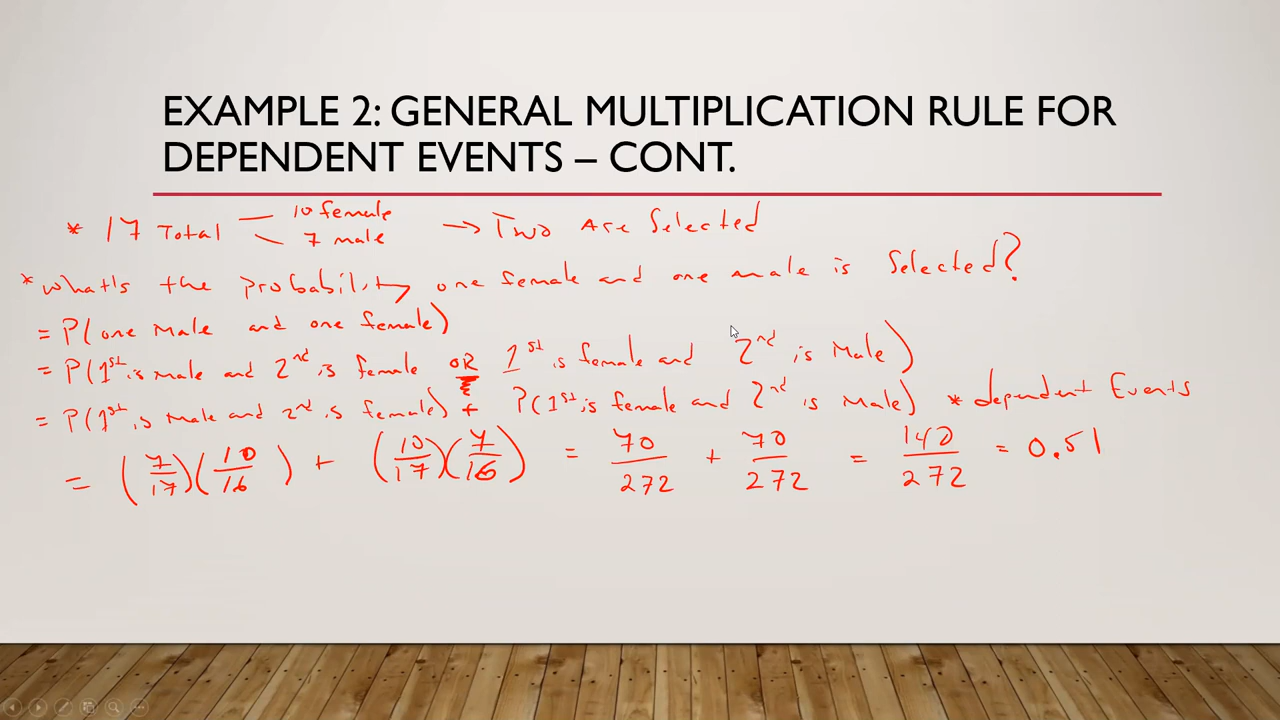 EXAMPLE 2: GENERAL MULTIPLICATION RULE FOR
DEPENDENT EVENTS – CONT.
* 17 Total — 10 female
7 male → Two Are Selected
* What's the probability one female and one male is Selected?
= P(one Male and one female)
= P(1st is male and 2nd is female OR 1st is female and 2nd is Male)
= P(1st is male and 2nd is female) + P(1st is female and 2nd is Male) * dependent Events
= (7/17)(10/16) + (10/17)(7/16) = 70/272 + 70/272 = 140/272 = 0.51